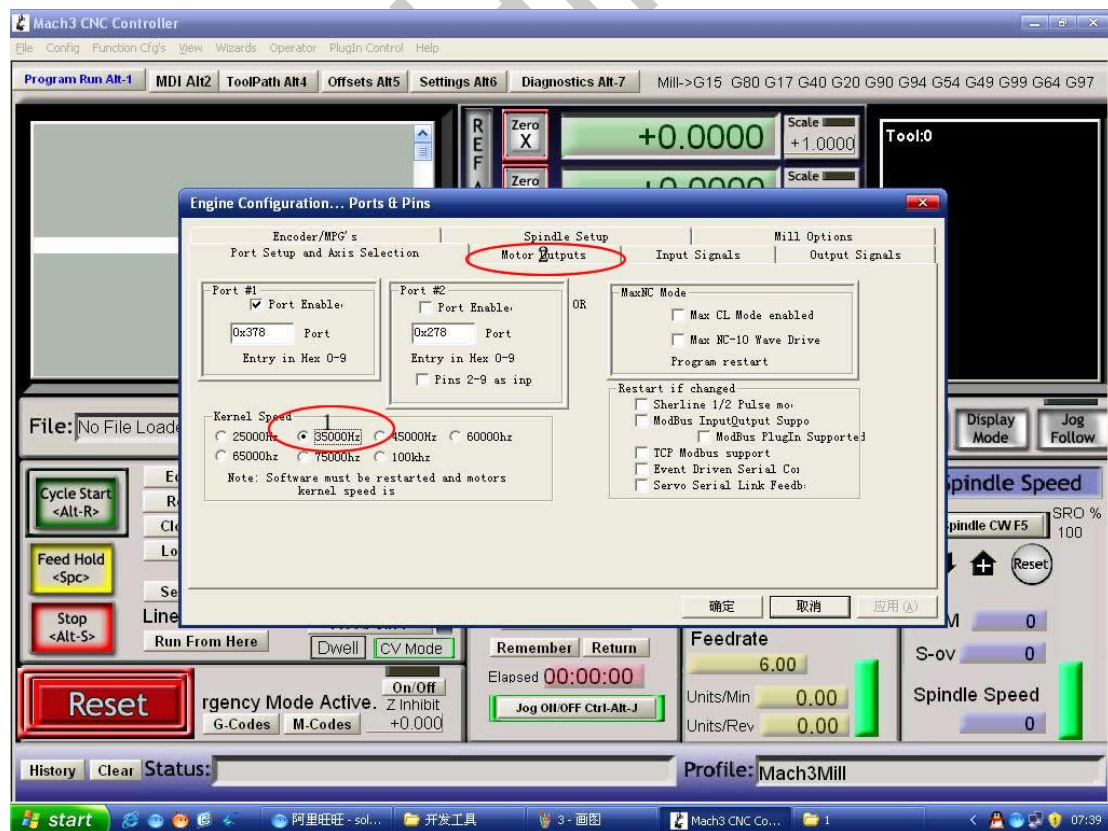 Mach3 CNC Controller
File Config Function Cfg's View Wizards Operator PlugIn Control Help
Program Run Alt-1 MDI Alt2 ToolPath Alt4 Offsets Alt5 Settings Alt6 Diagnostics Alt-7 Mill->G15 G80 G17 G40 G20 G90 G94 G54 G49 G99 G64 G97
R
E
F
Zero
X
+0.0000
Scale
+1.0000
Tool:0
Zero
Scale
Engine Configuration... Ports & Pins
Encoder/MPG's Spindle Setup Mill Options
Port Setup and Axis Selection Motor Outputs Input Signals Output Signals
2
Port #1
Port Enable
0x378 Port
Entry in Hex 0-9
Port #2
Port Enable
0x278 Port
Entry in Hex 0-9
Pins 2-9 as inp
OR
MaxNC Mode
Max CL Mode enabled
Max NC-10 Wave Drive
Program restart
Restart if changed
Sherline 1/2 Pulse mo
ModBus InputOutput Suppo
ModBus PlugIn Supported
TCP Modbus support
Event Driven Serial Co
Servo Serial Link Feedb
Kernel Speed
1
25000Hz 35000Hz 45000Hz 60000hz
65000hz 75000hz 100khz
Note: Software must be restarted and motors
kernel speed is
确定 取消 应用(A)
File: No File Loade
Display
Mode
Jog
Follow
Cycle Start
<Alt-R>
Feed Hold
<Spc>
Stop
<Alt-S>
Line
Run From Here
Dwell CV Mode
Remember Return
Elapsed 00:00:00
Jog ON/OFF Ctrl-Alt-J
Feedrate
6.00
Units/Min 0.00
Units/Rev 0.00
Spindle Speed
Spindle CW F5
SRO %
100
Reset
M 0
S-ov 0
Spindle Speed
0
Reset
rgency Mode Active.
On/Off
Z Inhibit
+0.000
G-Codes M-Codes
History Clear Status:
Profile: Mach3Mill
start 阿里旺旺 - sol... 开发工具 3 - 画图 Mach3 CNC Co... 1 07:39